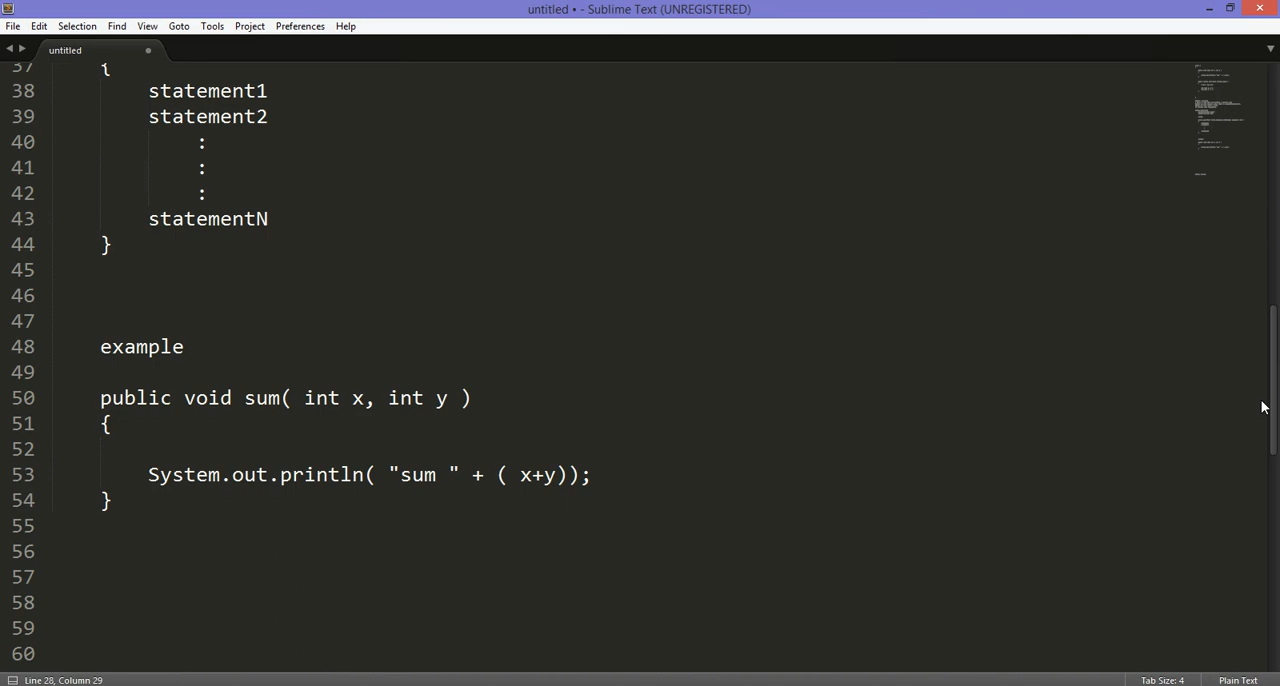 untitled • - Sublime Text (UNREGISTERED)
File Edit Selection Find View Goto Tools Project Preferences Help
untitled
37 {
38 statement1
39 statement2
40 :
41 :
42 :
43 statementN
44 }
45
46
47
48 example
49
50 public void sum( int x, int y )
51 {
52
53 System.out.println( "sum " + ( x+y));
54 }
55
56
57
58
59
60
Line 28, Column 29 Tab Size: 4 Plain Text